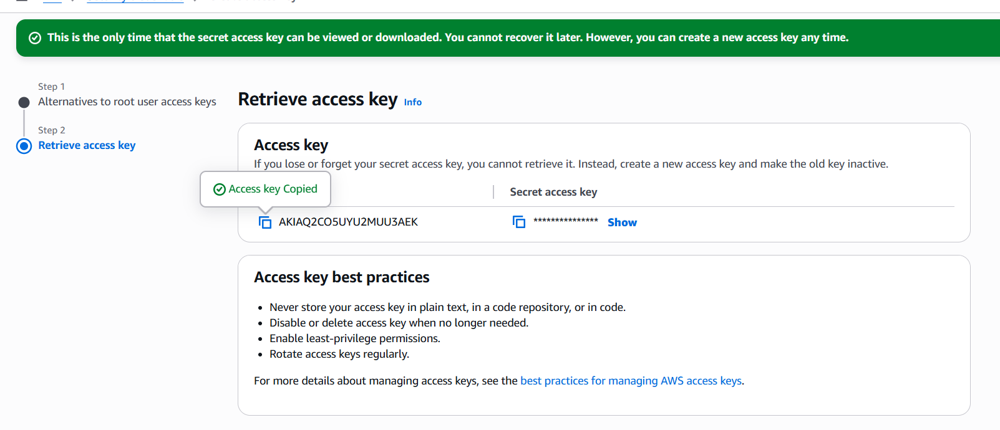 This is the only time that the secret access key can be viewed or downloaded. You cannot recover it later. However, you can create a new access key any time.
Step 1
Alternatives to root user access keys
Step 2
Retrieve access key
Retrieve access key Info
Access key
If you lose or forget your secret access key, you cannot retrieve it. Instead, create a new access key and make the old key inactive.
Access key Copied
Secret access key
AKIAQ2CO5UYU2MUU3AEK
*************** Show
Access key best practices
• Never store your access key in plain text, in a code repository, or in code.
• Disable or delete access key when no longer needed.
• Enable least-privilege permissions.
• Rotate access keys regularly.
For more details about managing access keys, see the best practices for managing AWS access keys.